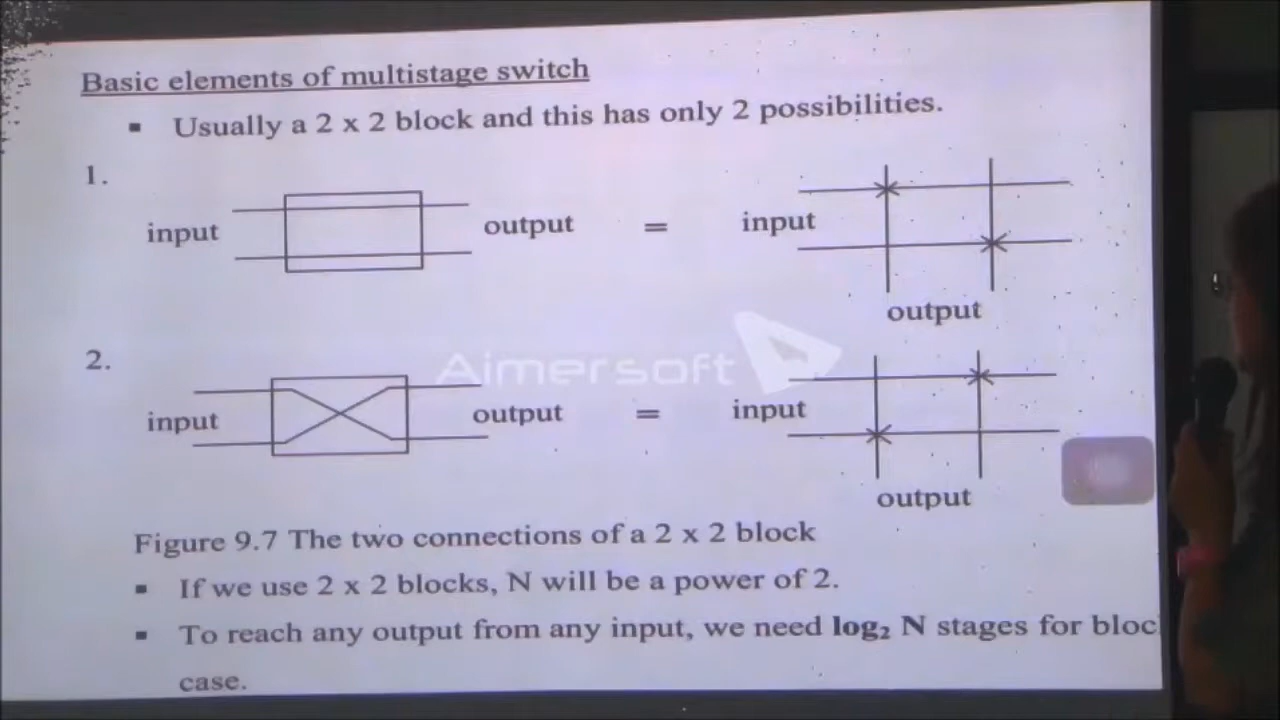 Basic elements of multistage switch
▪ Usually a 2 x 2 block and this has only 2 possibilities.
1.
input output = input
output
2.
Aimersoft
input output = input
output
Figure 9.7 The two connections of a 2 x 2 block
▪ If we use 2 x 2 blocks, N will be a power of 2.
▪ To reach any output from any input, we need log₂ N stages for
case.